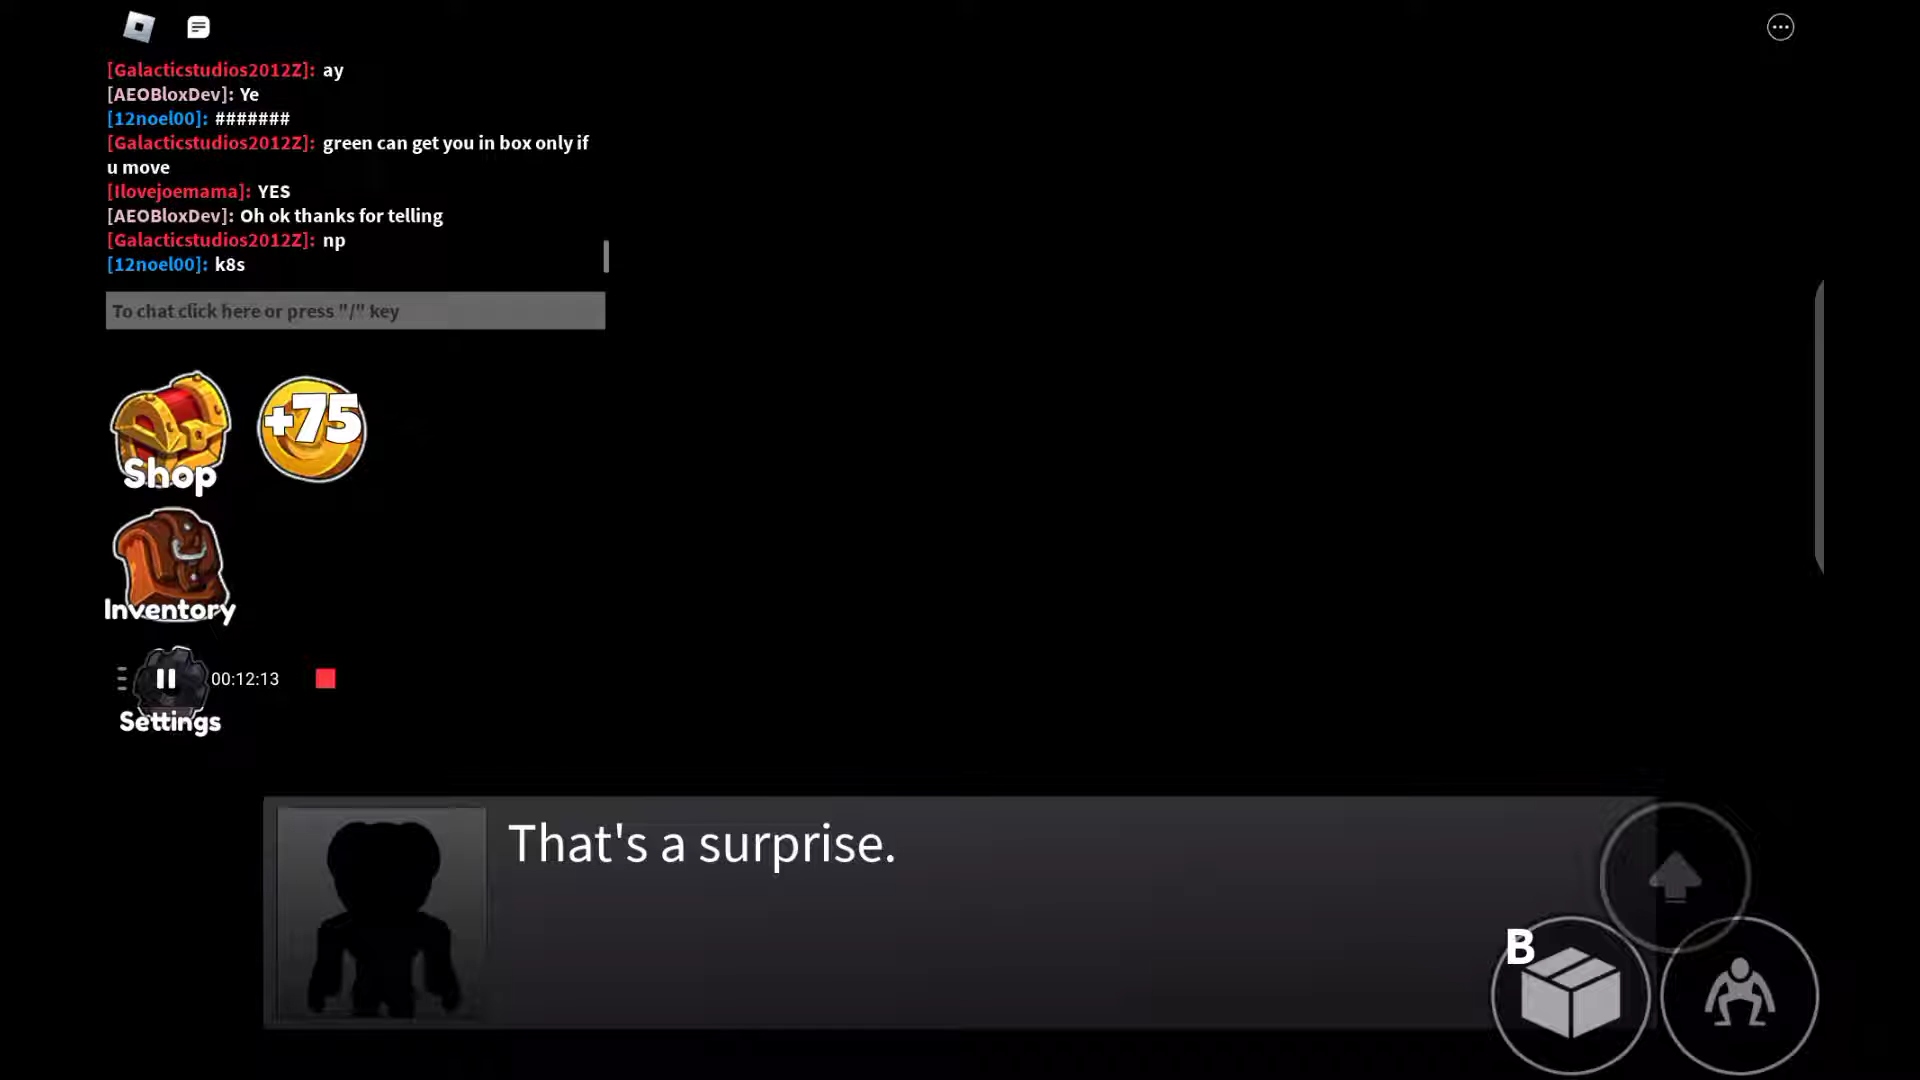 [Galacticstudios2012Z]: ay
[AEOBloxDev]: Ye
[12noel00]: #######
[Galacticstudios2012Z]: green can get you in box only if
u move
[Ilovejoemama]: YES
[AEOBloxDev]: Oh ok thanks for telling
[Galacticstudios2012Z]: np
[12noel00]: k8s
To chat click here or press "/" key
+75
Shop
Inventory
00:12:13
Settings
That's a surprise.
B